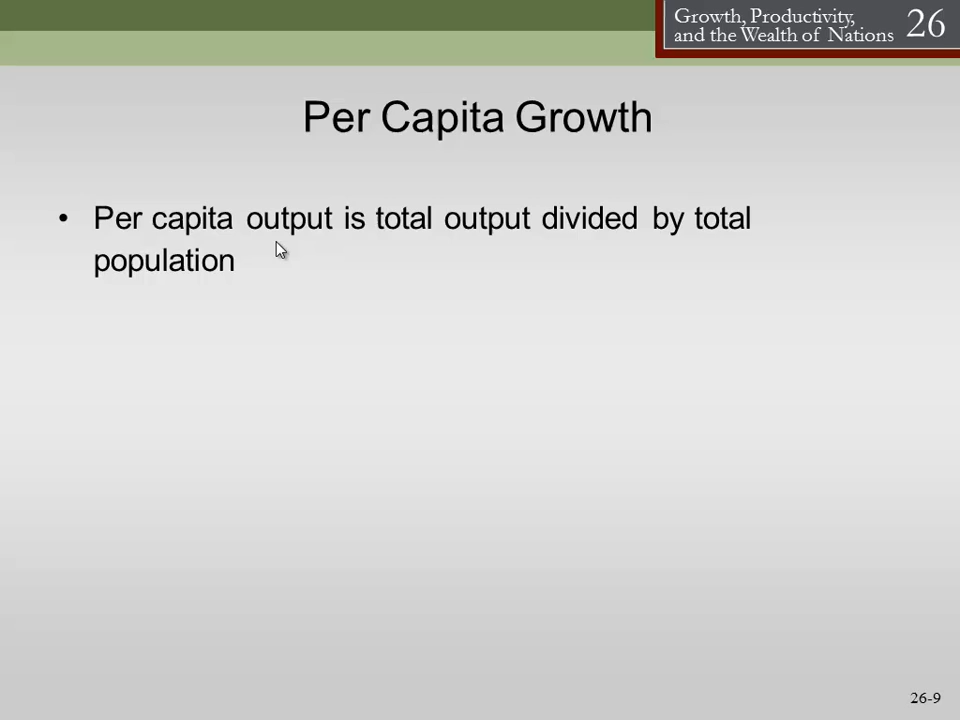 Growth, Productivity,
and the Wealth of Nations
26
Per Capita Growth
• Per capita output is total output divided by total
population
26-9